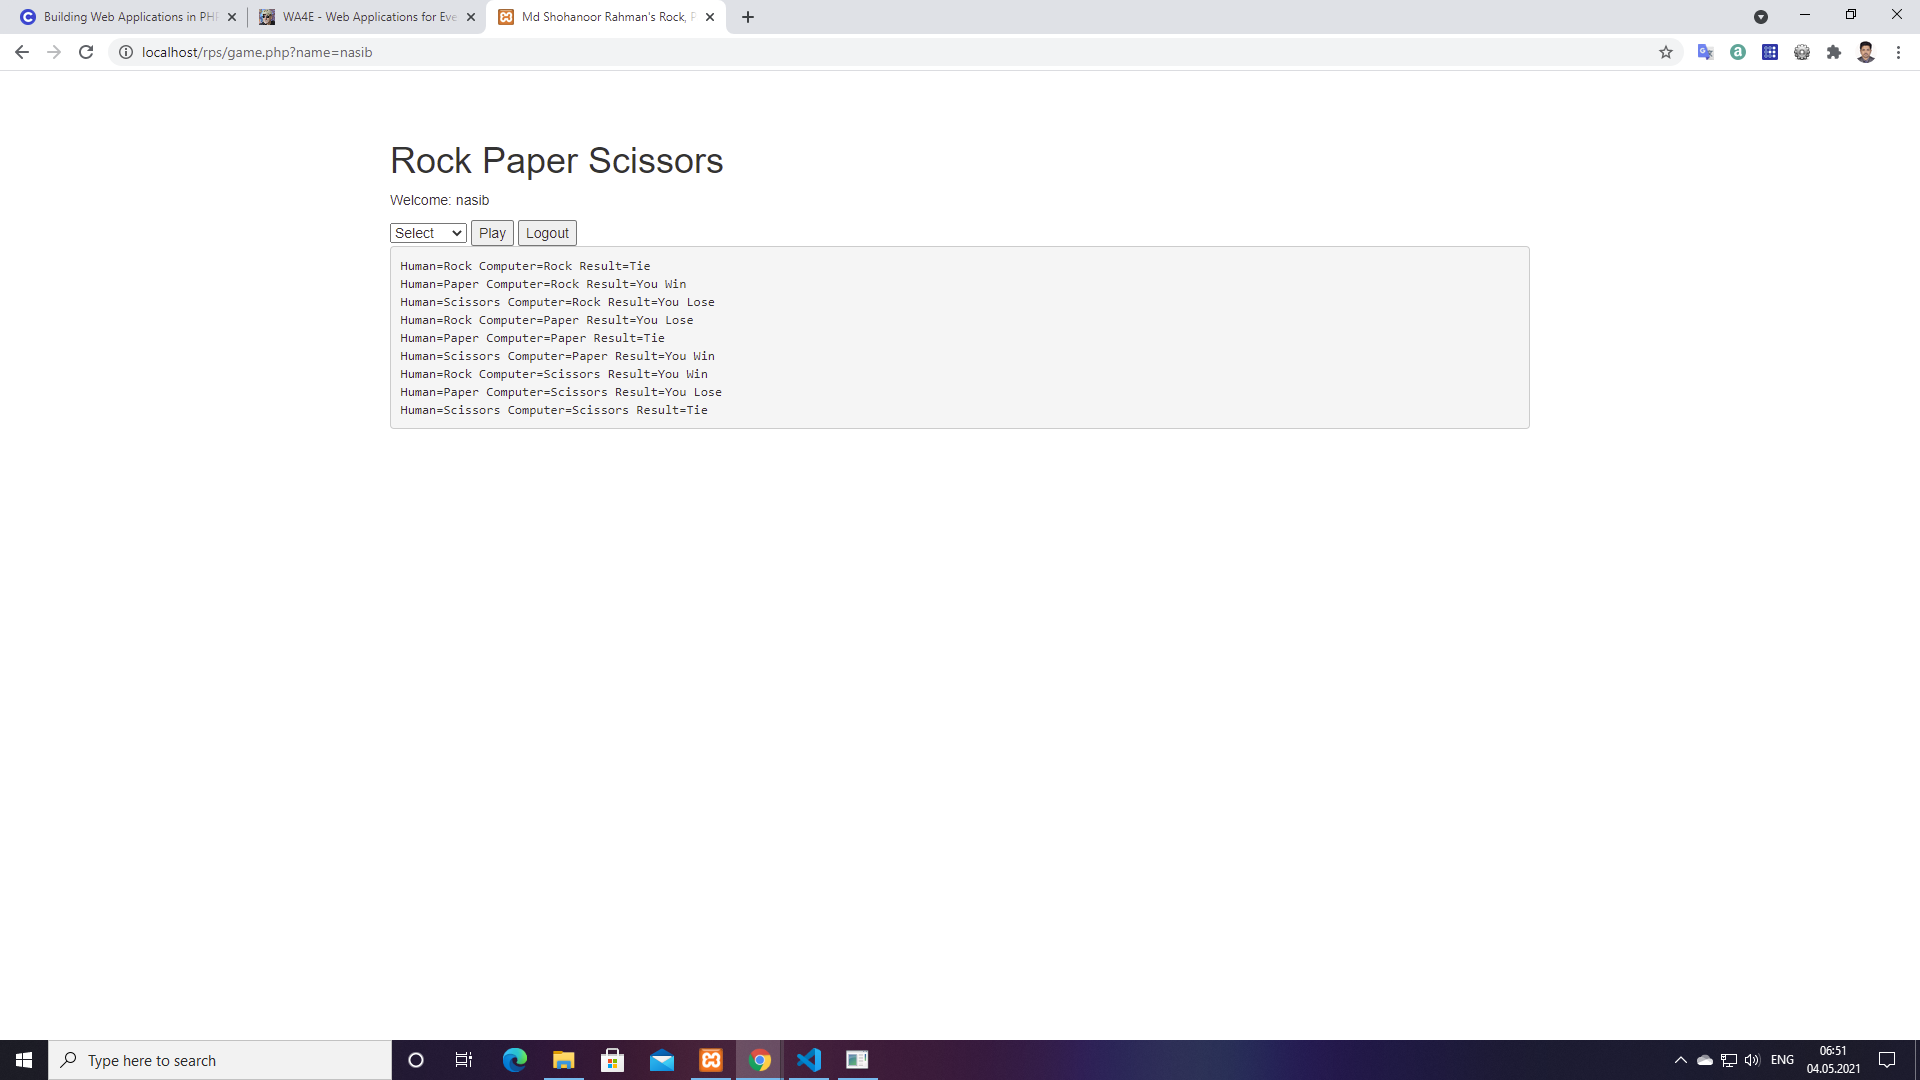 Building Web Applications in PH
WA4E - Web Applications for Eve
Md Shohanoor Rahman's Rock, P
localhost/rps/game.php?name=nasib
Rock Paper Scissors
Welcome: nasib
Select Play Logout
Human=Rock Computer=Rock Result=Tie
Human=Paper Computer=Rock Result=You Win
Human=Scissors Computer=Rock Result=You Lose
Human=Rock Computer=Paper Result=You Lose
Human=Paper Computer=Paper Result=Tie
Human=Scissors Computer=Paper Result=You Win
Human=Rock Computer=Scissors Result=You Win
Human=Paper Computer=Scissors Result=You Lose
Human=Scissors Computer=Scissors Result=Tie
Type here to search
ENG
06:51
04.05.2021